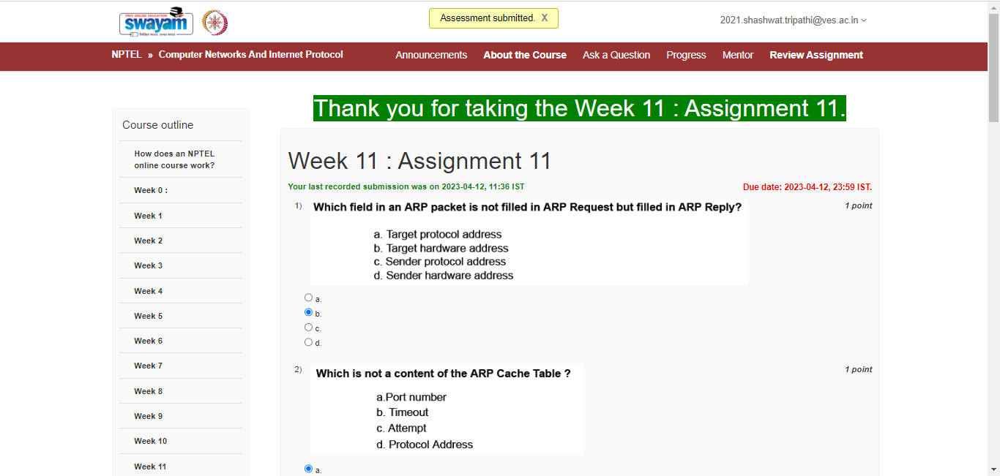 FREE ONLINE EDUCATION
swayam
Assessment submitted. X
2021.shashwat.tripathi@ves.ac.in
NPTEL » Computer Networks And Internet Protocol
Announcements About the Course Ask a Question Progress Mentor Review Assignment
Thank you for taking the Week 11 : Assignment 11.
Course outline
How does an NPTEL
online course work?
Week 0 :
Week 1
Week 2
Week 3
Week 4
Week 5
Week 6
Week 7
Week 8
Week 9
Week 10
Week 11
Week 11 : Assignment 11
Your last recorded submission was on 2023-04-12, 11:36 IST
Due date: 2023-04-12, 23:59 IST.
1) Which field in an ARP packet is not filled in ARP Request but filled in ARP Reply? 1 point
a. Target protocol address
b. Target hardware address
c. Sender protocol address
d. Sender hardware address
a.
b.
c.
d.
2) Which is not a content of the ARP Cache Table ? 1 point
a.Port number
b. Timeout
c. Attempt
d. Protocol Address
a.